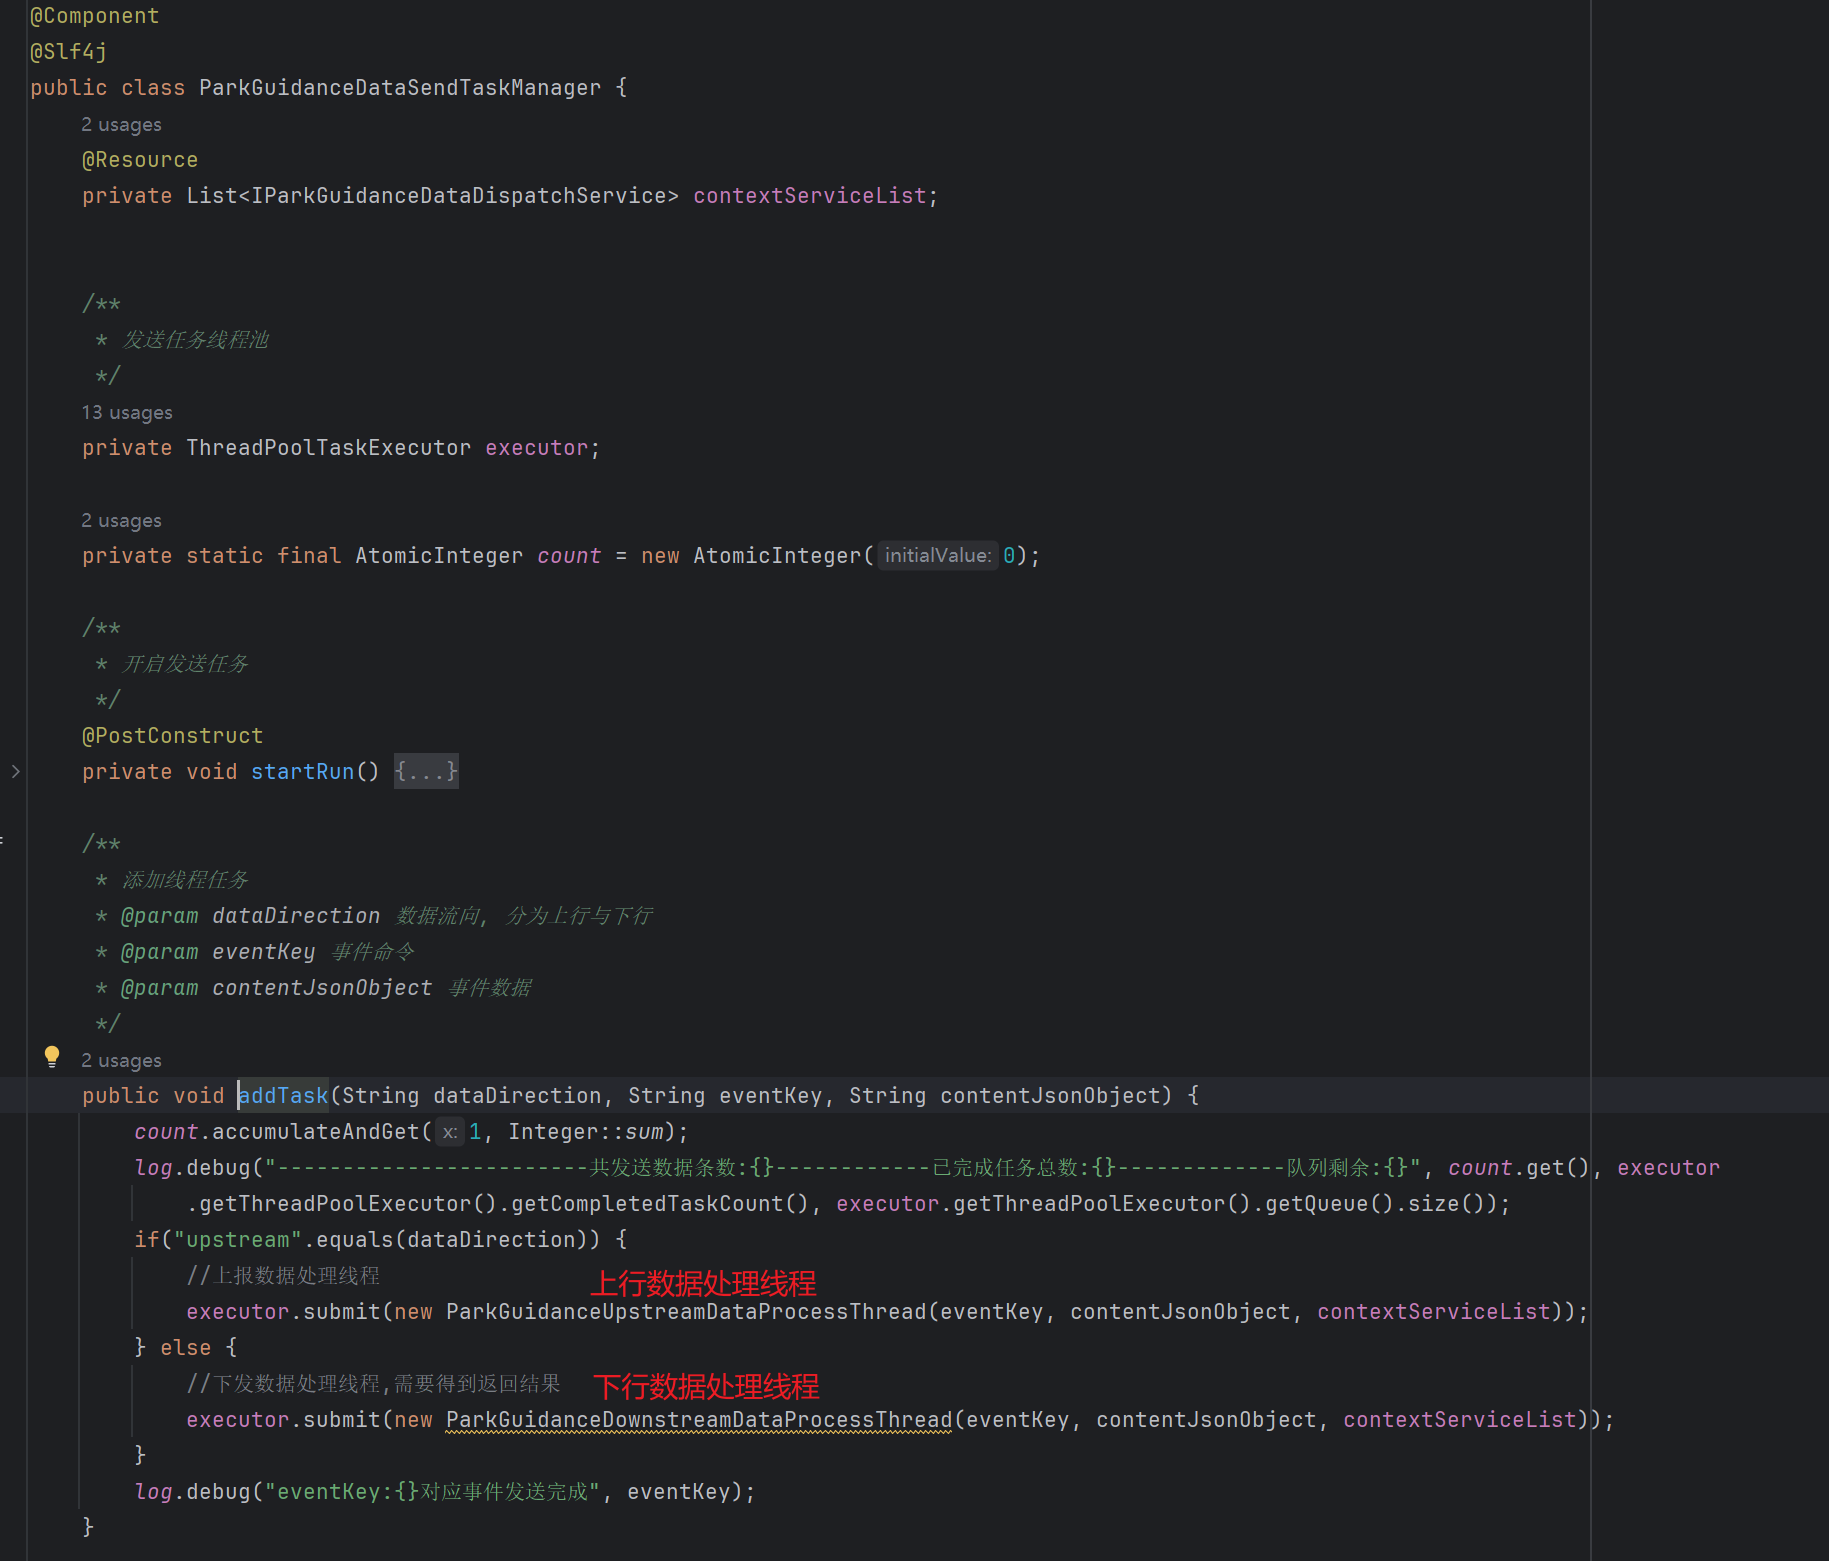 @Component
@Slf4j
public class ParkGuidanceDataSendTaskManager {
2 usages
@Resource
private List<IParkGuidanceDataDispatchService> contextServiceList;
/**
* 发送任务线程池
*/
13 usages
private ThreadPoolTaskExecutor executor;
2 usages
private static final AtomicInteger count = new AtomicInteger( initialValue: 0);
/**
* 开启发送任务
*/
@PostConstruct
private void startRun() {...}
/**
* 添加线程任务
* @param dataDirection 数据流向, 分为上行与下行
* @param eventKey 事件命令
* @param contentJsonObject 事件数据
*/
2 usages
public void addTask(String dataDirection, String eventKey, String contentJsonObject) {
count.accumulateAndGet( x: 1, Integer::sum);
log.debug("------------------------共发送数据条数:{}------------已完成任务总数:{}-------------队列剩余:{}", count.get(), executor
.getThreadPoolExecutor().getCompletedTaskCount(), executor.getThreadPoolExecutor().getQueue().size());
if("upstream".equals(dataDirection)) {
//上报数据处理线程 上行数据处理线程
executor.submit(new ParkGuidanceUpstreamDataProcessThread(eventKey, contentJsonObject, contextServiceList));
} else {
//下发数据处理线程,需要得到返回结果 下行数据处理线程
executor.submit(new ParkGuidanceDownstreamDataProcessThread(eventKey, contentJsonObject, contextServiceList));
}
log.debug("eventKey:{}对应事件发送完成", eventKey);
}